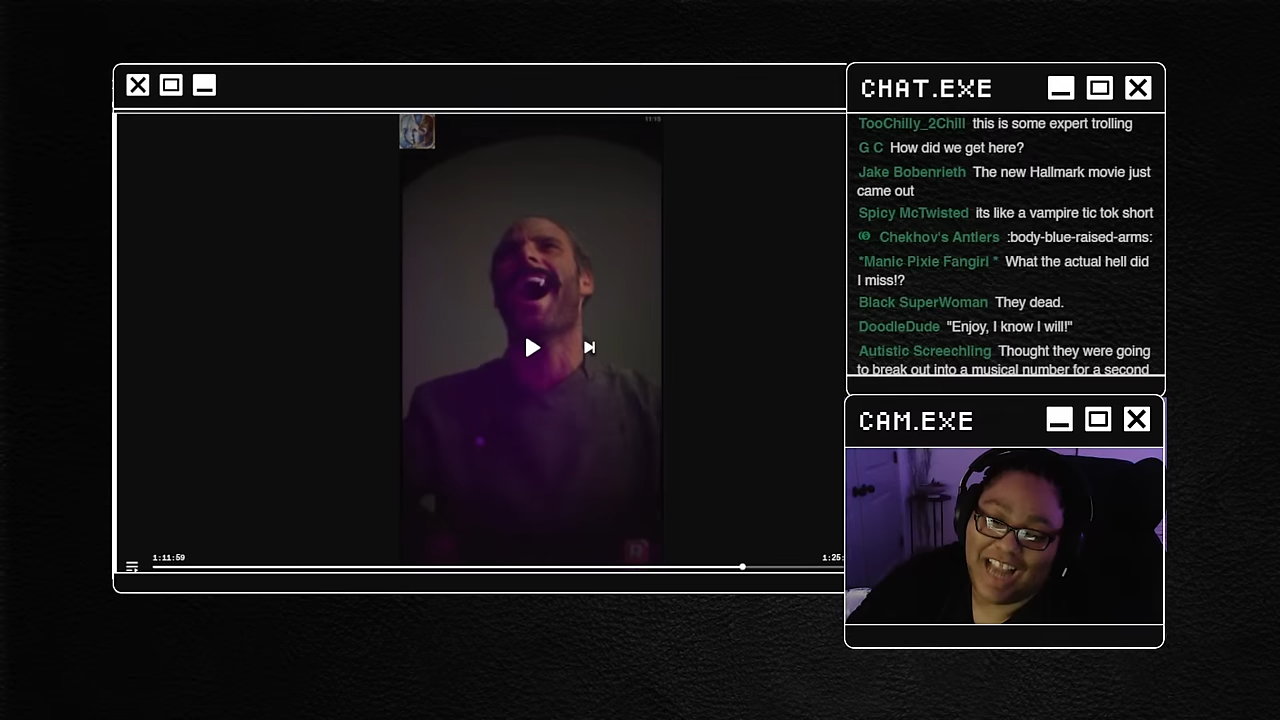 CHAT.EXE
TooChilly_2Chill this is some expert trolling
G C How did we get here?
Jake Bobenrieth The new Hallmark movie just
came out
Spicy McTwisted its like a vampire tic tok short
Chekhov's Antlers :body-blue-raised-arms:
*Manic Pixie Fangirl * What the actual hell did
I miss!?
Black SuperWoman They dead.
DoodleDude "Enjoy, I know I will!"
Autistic Screechling Thought they were going
to break out into a musical number for a second
CAM.EXE
1:11:59
1:25: